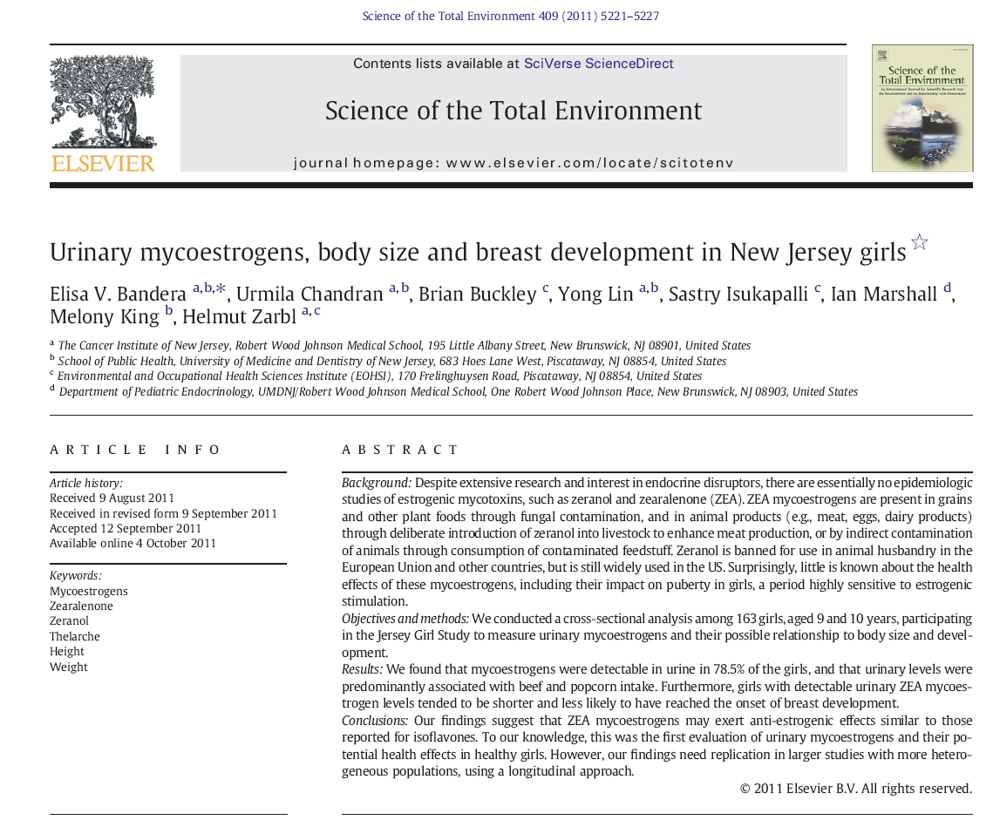 Science of the Total Environment 409 (2011) 5221–5227
Contents lists available at SciVerse ScienceDirect
Science of the Total Environment
journal homepage: www.elsevier.com/locate/scitotenv
ELSEVIER
Science of the
Total Environment
Urinary mycoestrogens, body size and breast development in New Jersey girls☆
Elisa V. Bandera a,b,*, Urmila Chandran a,b, Brian Buckley c, Yong Lin a,b, Sastry Isukapalli c, Ian Marshall d,
Melony King b, Helmut Zarbl a,c
a The Cancer Institute of New Jersey, Robert Wood Johnson Medical School, 195 Little Albany Street, New Brunswick, NJ 08901, United States
b School of Public Health, University of Medicine and Dentistry of New Jersey, 683 Hoes Lane West, Piscataway, NJ 08854, United States
c Environmental and Occupational Health Sciences Institute (EOHSI), 170 Frelinghuysen Road, Piscataway, NJ 08854, United States
d Department of Pediatric Endocrinology, UMDNJ/Robert Wood Johnson Medical School, One Robert Wood Johnson Place, New Brunswick, NJ 08903, United States
ARTICLE INFO
Article history:
Received 9 August 2011
Received in revised form 9 September 2011
Accepted 12 September 2011
Available online 4 October 2011
Keywords:
Mycoestrogens
Zearalenone
Zeranol
Thelarche
Height
Weight
ABSTRACT
Background: Despite extensive research and interest in endocrine disruptors, there are essentially no epidemiologic
studies of estrogenic mycotoxins, such as zeranol and zearalenone (ZEA). ZEA mycoestrogens are present in grains
and other plant foods through fungal contamination, and in animal products (e.g., meat, eggs, dairy products)
through deliberate introduction of zeranol into livestock to enhance meat production, or by indirect contamination
of animals through consumption of contaminated feedstuff. Zeranol is banned for use in animal husbandry in the
European Union and other countries, but is still widely used in the US. Surprisingly, little is known about the health
effects of these mycoestrogens, including their impact on puberty in girls, a period highly sensitive to estrogenic
stimulation.
Objectives and methods: We conducted a cross-sectional analysis among 163 girls, aged 9 and 10 years, participating
in the Jersey Girl Study to measure urinary mycoestrogens and their possible relationship to body size and devel-
opment.
Results: We found that mycoestrogens were detectable in urine in 78.5% of the girls, and that urinary levels were
predominantly associated with beef and popcorn intake. Furthermore, girls with detectable urinary ZEA mycoes-
trogen levels tended to be shorter and less likely to have reached the onset of breast development.
Conclusions: Our findings suggest that ZEA mycoestrogens may exert anti-estrogenic effects similar to those
reported for isoflavones. To our knowledge, this was the first evaluation of urinary mycoestrogens and their po-
tential health effects in healthy girls. However, our findings need replication in larger studies with more hetero-
geneous populations, using a longitudinal approach.
© 2011 Elsevier B.V. All rights reserved.